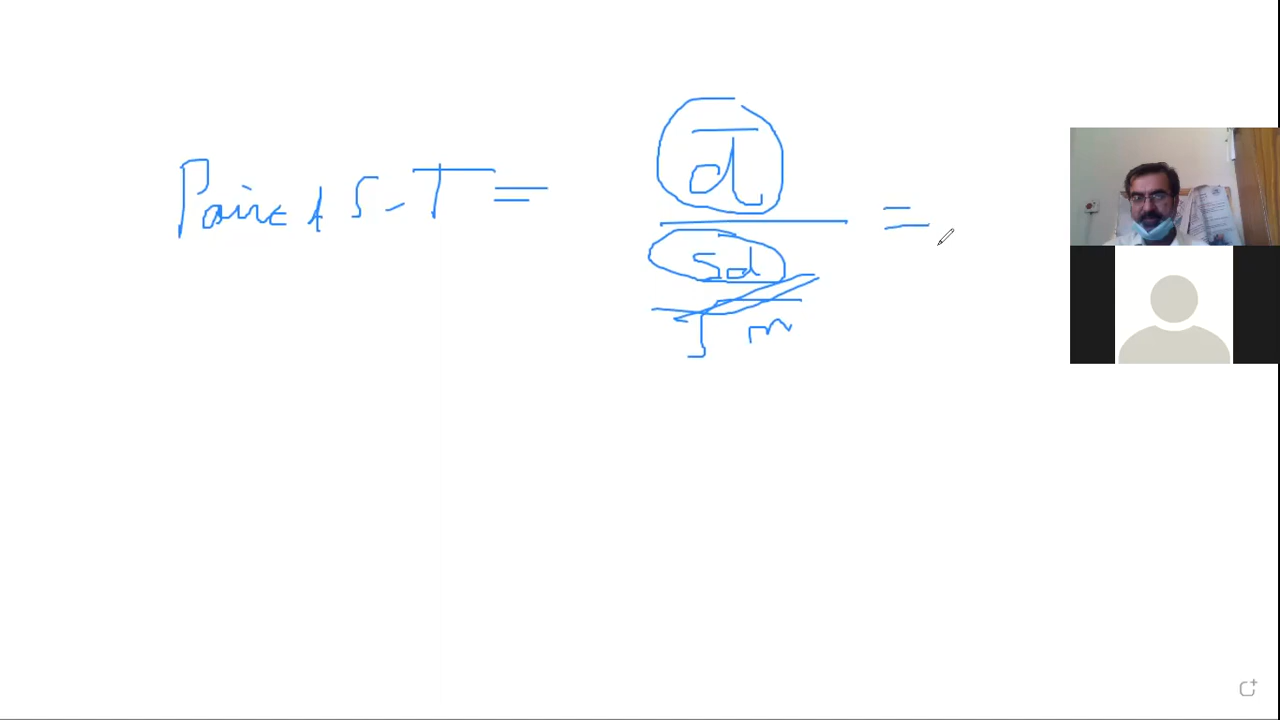 Paired S-T = d̄ =
Sd
√n